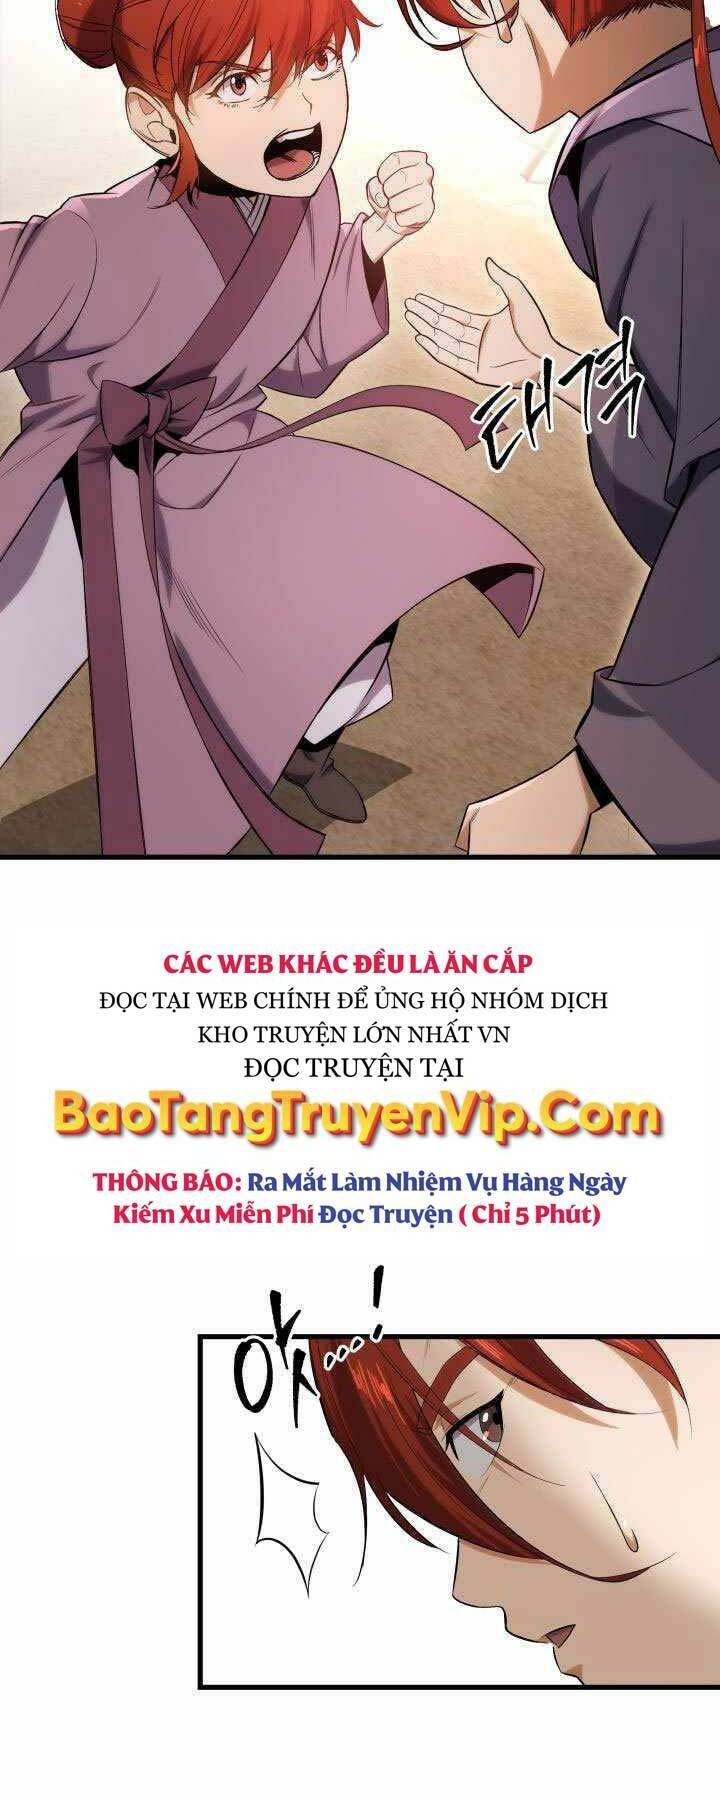 태격
CÁC WEB KHÁC ĐỀU LÀ ĂN CẮP
ĐỌC TẠI WEB CHÍNH ĐỂ ỦNG HỘ NHÓM DỊCH
KHO TRUYỆN LỚN NHẤT VN
ĐỌC TRUYỆN TẠI
BaoTangTruyenVip.Com
THÔNG BÁO: Ra Mắt Làm Nhiệm Vụ Hàng Ngày
Kiếm Xu Miễn Phí Đọc Truyện ( Chỉ 5 Phút)
야...!